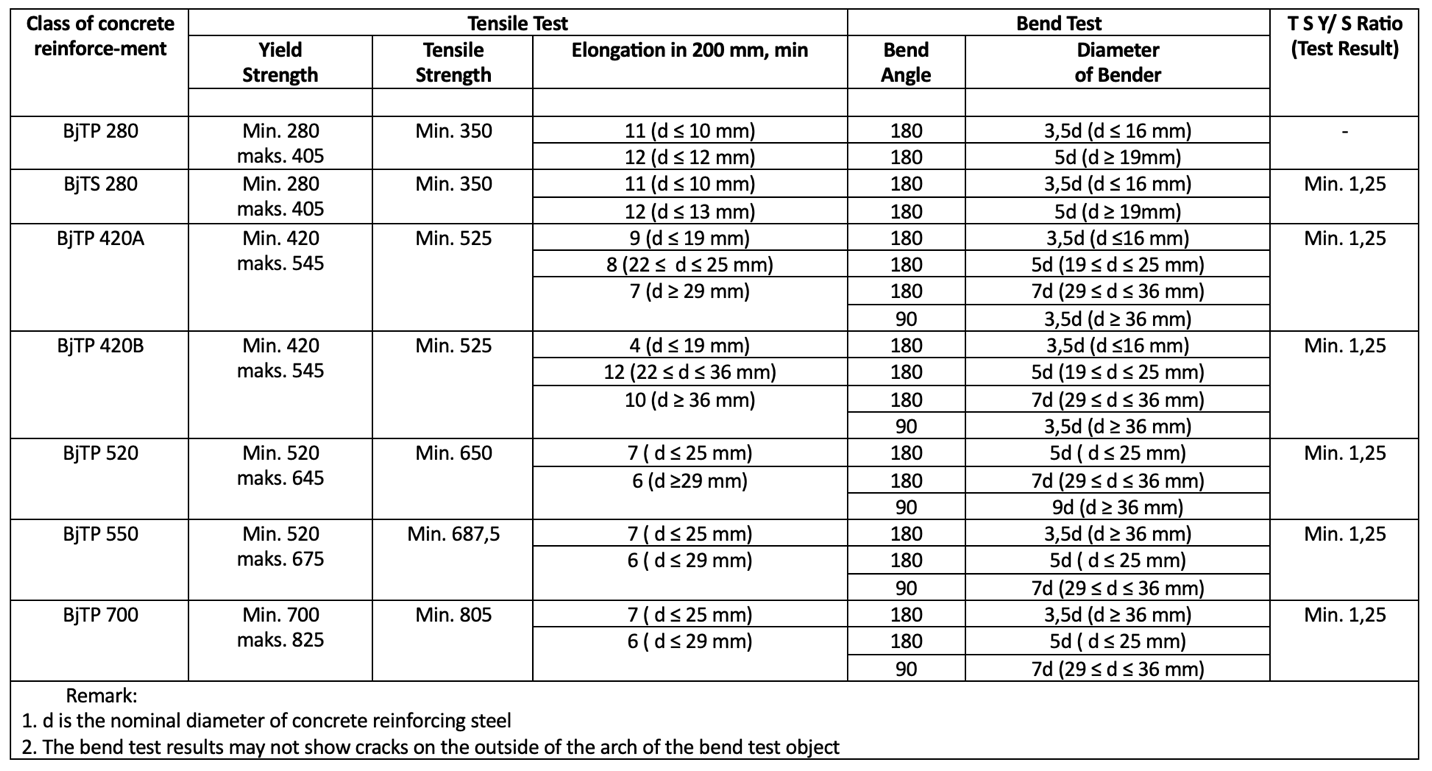 Class of concrete reinforce-ment | Tensile Test | Bend Test | T S Y/ S Ratio (Test Result)
Yield Strength | Tensile Strength | Elongation in 200 mm, min | Bend Angle | Diameter of Bender
BjTP 280 | Min. 280 maks. 405 | Min. 350 | 11 (d ≤ 10 mm) | 180 | 3,5d (d ≤ 16 mm) | -
12 (d ≤ 12 mm) | 180 | 5d (d ≥ 19mm)
BjTS 280 | Min. 280 maks. 405 | Min. 350 | 11 (d ≤ 10 mm) | 180 | 3,5d (d ≤ 16 mm) | Min. 1,25
12 (d ≤ 13 mm) | 180 | 5d (d ≥ 19mm)
BjTP 420A | Min. 420 maks. 545 | Min. 525 | 9 (d ≤ 19 mm) | 180 | 3,5d (d ≤16 mm) | Min. 1,25
8 (22 ≤ d ≤ 25 mm) | 180 | 5d (19 ≤ d ≤ 25 mm)
7 (d ≥ 29 mm) | 180 | 7d (29 ≤ d ≤ 36 mm)
90 | 3,5d (d ≥ 36 mm)
BjTP 420B | Min. 420 maks. 545 | Min. 525 | 4 (d ≤ 19 mm) | 180 | 3,5d (d ≤16 mm) | Min. 1,25
12 (22 ≤ d ≤ 36 mm) | 180 | 5d (19 ≤ d ≤ 25 mm)
10 (d ≥ 36 mm) | 180 | 7d (29 ≤ d ≤ 36 mm)
90 | 3,5d (d ≥ 36 mm)
BjTP 520 | Min. 520 maks. 645 | Min. 650 | 7 ( d ≤ 25 mm) | 180 | 5d ( d ≤ 25 mm) | Min. 1,25
6 (d ≥29 mm) | 180 | 7d (29 ≤ d ≤ 36 mm)
90 | 9d (d ≥ 36 mm)
BjTP 550 | Min. 520 maks. 675 | Min. 687,5 | 7 ( d ≤ 25 mm) | 180 | 3,5d (d ≥ 36 mm) | Min. 1,25
6 ( d ≤ 29 mm) | 180 | 5d ( d ≤ 25 mm)
90 | 7d (29 ≤ d ≤ 36 mm)
BjTP 700 | Min. 700 maks. 825 | Min. 805 | 7 ( d ≤ 25 mm) | 180 | 3,5d (d ≥ 36 mm) | Min. 1,25
6 ( d ≤ 29 mm) | 180 | 5d ( d ≤ 25 mm)
90 | 7d (29 ≤ d ≤ 36 mm)
Remark:
1. d is the nominal diameter of concrete reinforcing steel
2. The bend test results may not show cracks on the outside of the arch of the bend test object